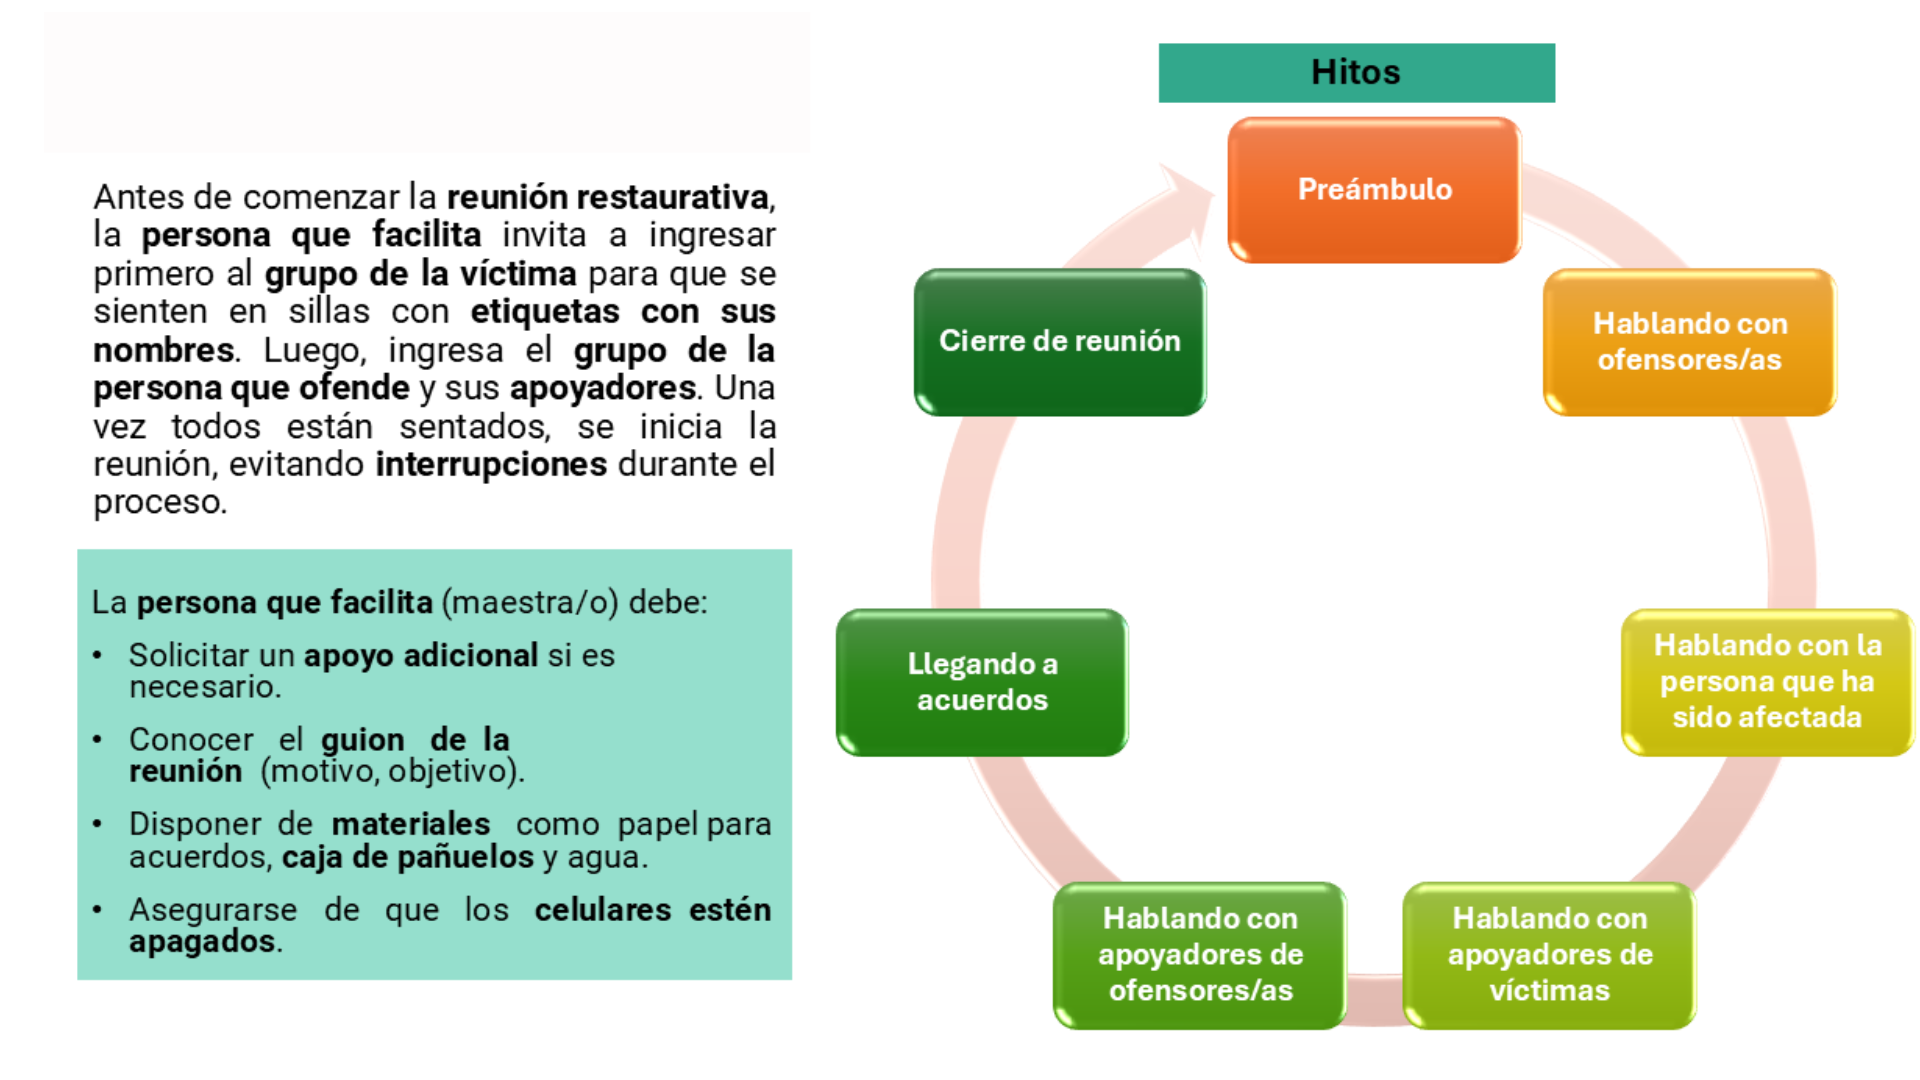 Antes de comenzar la reunión restaurativa,
la persona que facilita invita a ingresar
primero al grupo de la víctima para que se
sienten en sillas con etiquetas con sus
nombres. Luego, ingresa el grupo de la
persona que ofende y sus apoyadores. Una
vez todos están sentados, se inicia la
reunión, evitando interrupciones durante el
proceso.
La persona que facilita (maestra/o) debe:
• Solicitar un apoyo adicional si es
necesario.
• Conocer el guion de la
reunión (motivo, objetivo).
• Disponer de materiales como papel para
acuerdos, caja de pañuelos y agua.
• Asegurarse de que los celulares estén
apagados.
Hitos
Preámbulo
Hablando con
ofensores/as
Hablando con la
persona que ha
sido afectada
Hablando con
apoyadores de
víctimas
Hablando con
apoyadores de
ofensores/as
Llegando a
acuerdos
Cierre de reunión